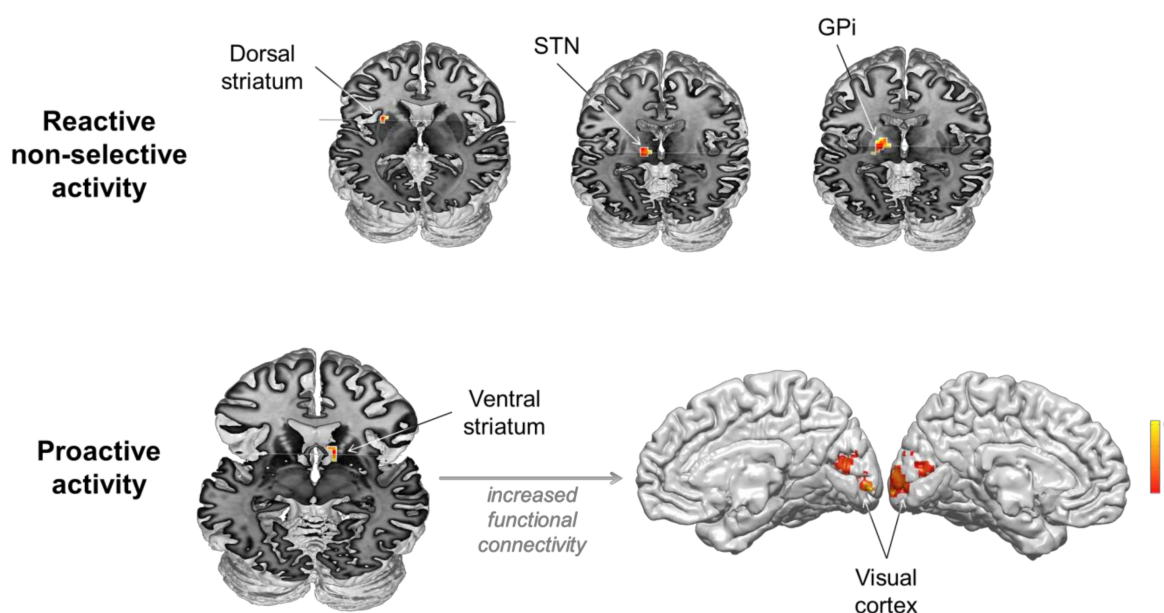 Dorsal
striatum
STN
GPi
Reactive
non-selective
activity
Ventral
striatum
Proactive
activity
increased
functional
connectivity
Visual
cortex